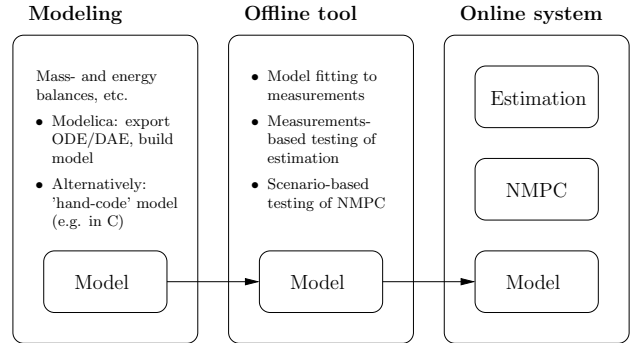 Modeling
Mass- and energy
balances, etc.
• Modelica: export
ODE/DAE, build
model
• Alternatively:
'hand-code' model
(e.g. in C)
Model
Offline tool
• Model fitting to
measurements
• Measurements-
based testing of
estimation
• Scenario-based
testing of NMPC
Model
Online system
Estimation
NMPC
Model